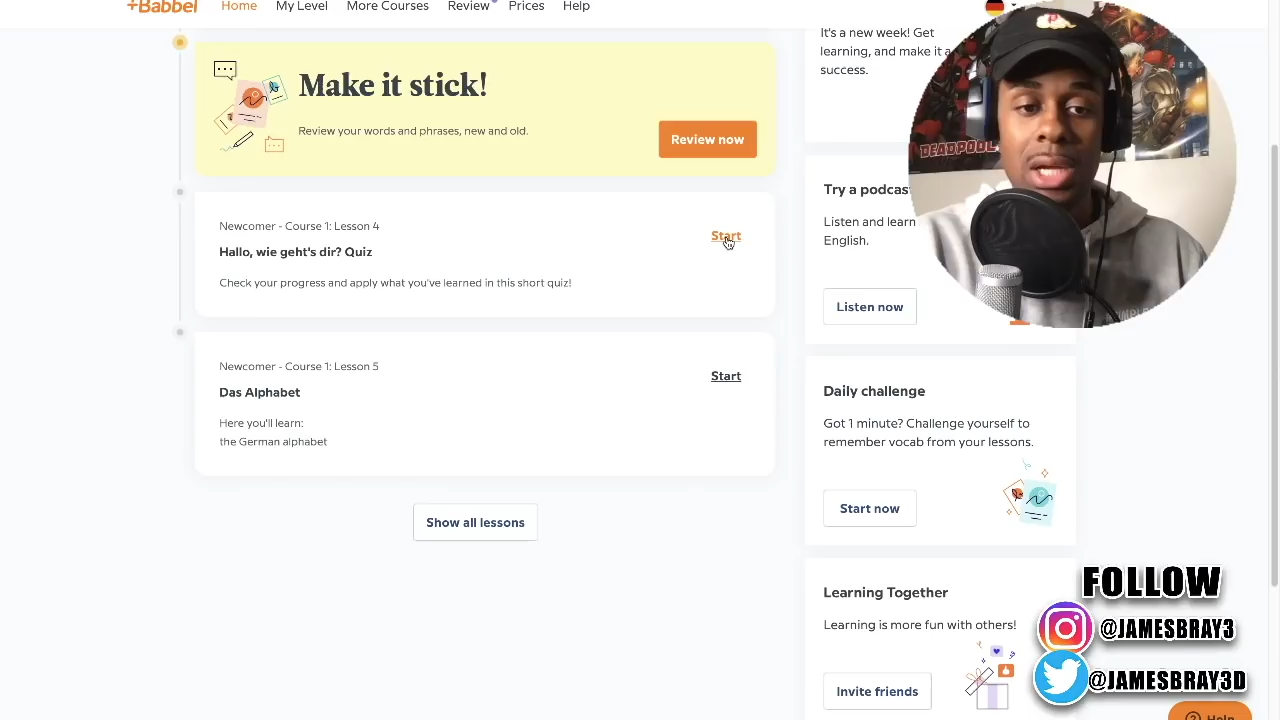 +Babbel
Home
My Level
More Courses
Review
Prices
Help
Make it stick!
Review your words and phrases, new and old.
Review now
Newcomer - Course 1: Lesson 4
Hallo, wie geht's dir? Quiz
Check your progress and apply what you've learned in this short quiz!
Start
Newcomer - Course 1: Lesson 5
Das Alphabet
Here you'll learn:
the German alphabet
Start
Show all lessons
It's a new week! Get
learning, and make it a
success.
DEADPOOL
Try a podcas
Listen and learn
English.
Listen now
Daily challenge
Got 1 minute? Challenge yourself to
remember vocab from your lessons.
Start now
Learning Together
Learning is more fun with others!
Invite friends
FOLLOW
@JAMESBRAY3
@JAMESBRAY3D
Help